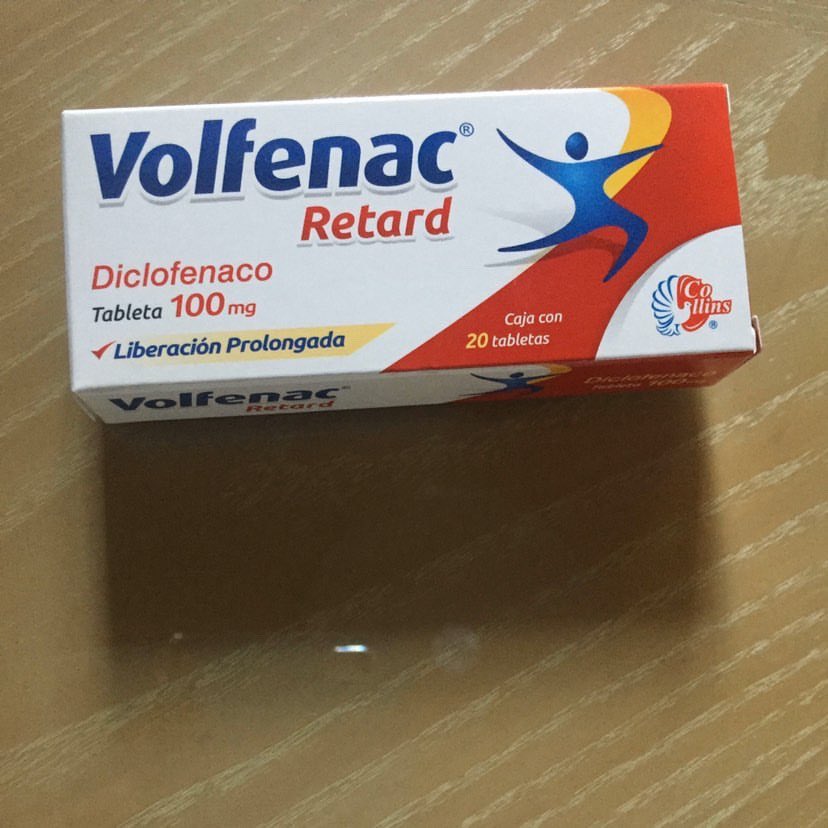 Volfenac®
Retard
Diclofenaco
Tableta 100 mg
Liberación Prolongada
Caja con
20 tabletas
Collins®
Volfenac®
Retard
Diclofenaco
Tableta 100 mg